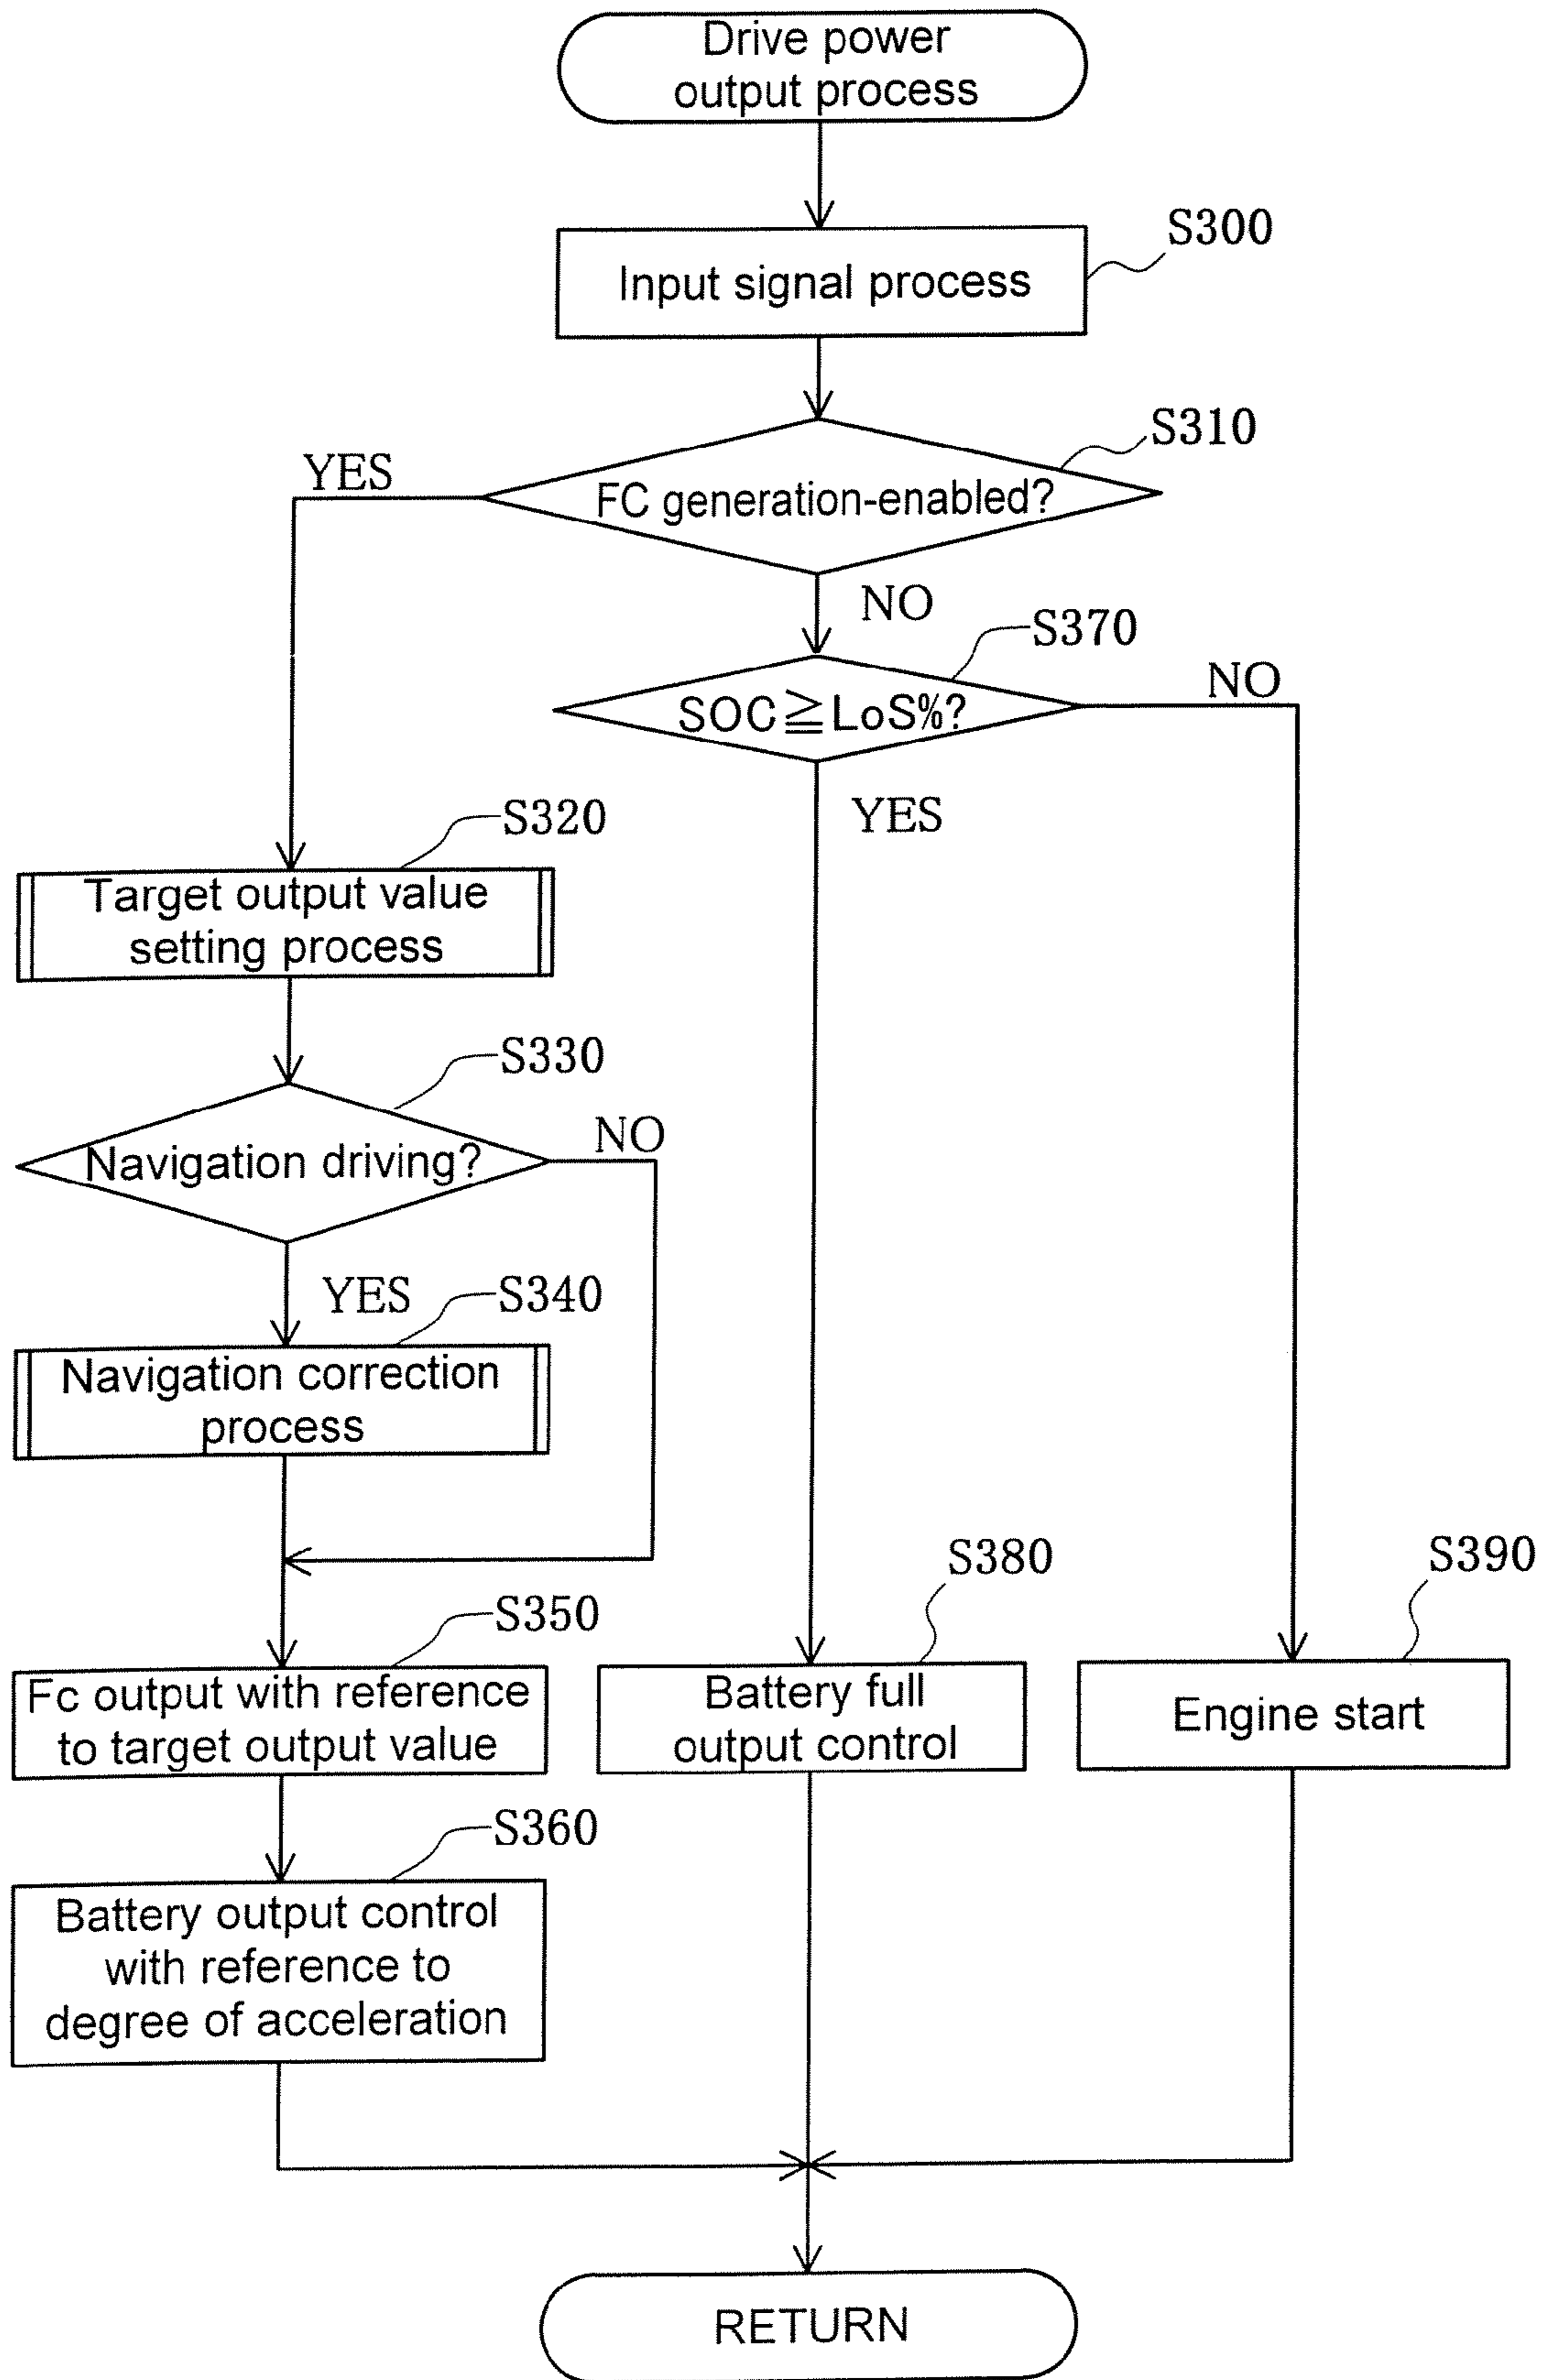 Drive power
output process
S300
Input signal process
S310
YES
FC generation-enabled?
NO
S370
NO
SOC≧LoS%?
YES
S320
Target output value
setting process
S330
NO
Navigation driving?
YES
S340
Navigation correction
process
S350
Fc output with reference
to target output value
S380
Battery full
output control
S390
Engine start
S360
Battery output control
with reference to
degree of acceleration
RETURN